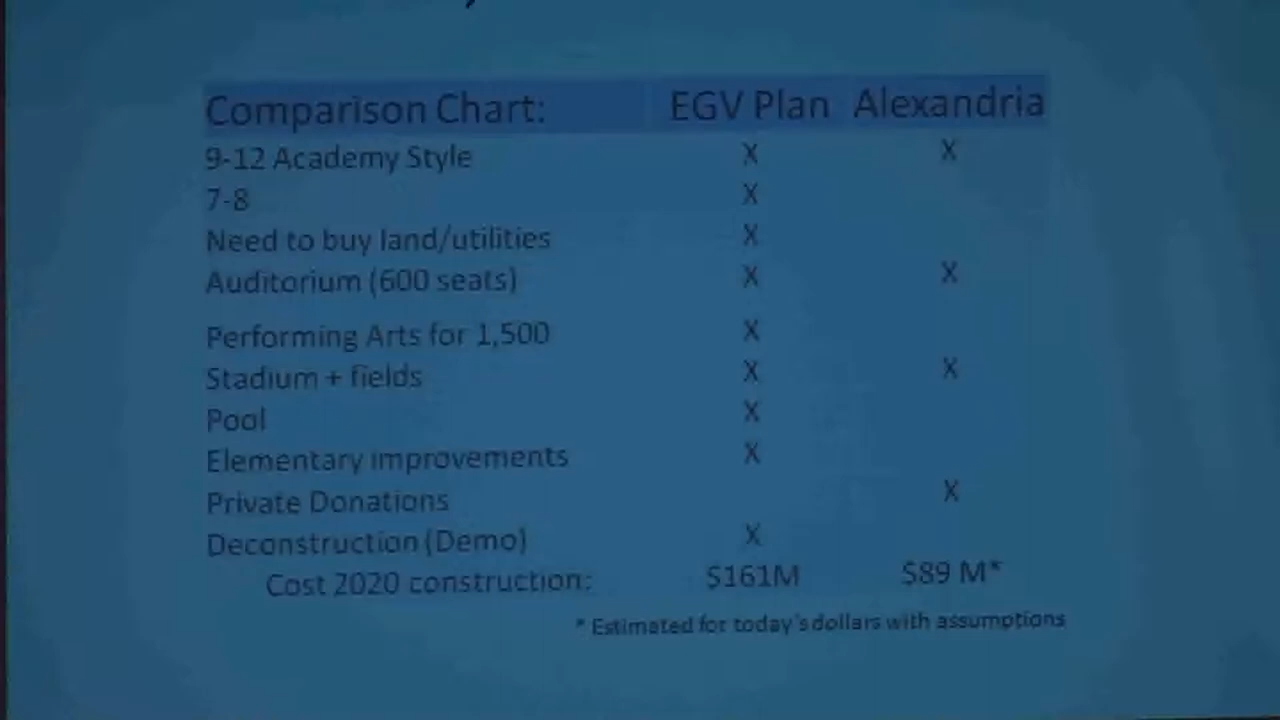 Comparison Chart: EGV Plan Alexandria
9-12 Academy Style X X
7-8 X
Need to buy land/utilities X
Auditorium (600 seats) X X
Performing Arts for 1,500 X
Stadium + fields X X
Pool X
Elementary improvements X
Private Donations X
Deconstruction (Demo) X
Cost 2020 construction: $161M $89 M*
* Estimated for today's dollars with assumptions